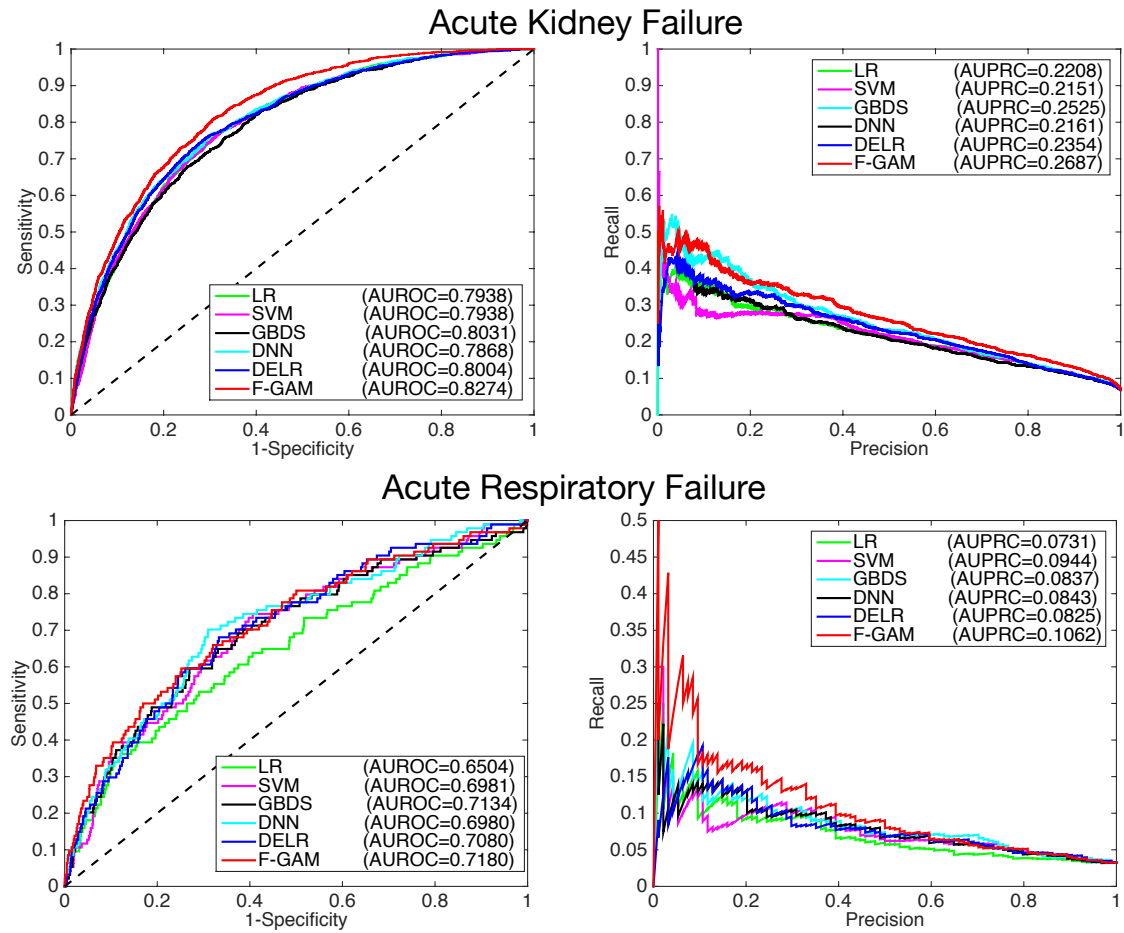 Acute Kidney Failure
1
0.9
0.8
0.7
0.6
0.5
0.4
0.3
0.2
0.1
0
Sensitivity
LR (AUROC=0.7938)
SVM (AUROC=0.7938)
GBDS (AUROC=0.8031)
DNN (AUROC=0.7868)
DELR (AUROC=0.8004)
F-GAM (AUROC=0.8274)
0 0.2 0.4 0.6 0.8 1
1-Specificity
1
0.9
0.8
0.7
0.6
0.5
0.4
0.3
0.2
0.1
0
Recall
LR (AUPRC=0.2208)
SVM (AUPRC=0.2151)
GBDS (AUPRC=0.2525)
DNN (AUPRC=0.2161)
DELR (AUPRC=0.2354)
F-GAM (AUPRC=0.2687)
0 0.2 0.4 0.6 0.8 1
Precision
Acute Respiratory Failure
1
0.9
0.8
0.7
0.6
0.5
0.4
0.3
0.2
0.1
0
Sensitivity
LR (AUROC=0.6504)
SVM (AUROC=0.6981)
GBDS (AUROC=0.7134)
DNN (AUROC=0.6980)
DELR (AUROC=0.7080)
F-GAM (AUROC=0.7180)
0 0.2 0.4 0.6 0.8 1
1-Specificity
0.5
0.45
0.4
0.35
0.3
0.25
0.2
0.15
0.1
0.05
0
Recall
LR (AUPRC=0.0731)
SVM (AUPRC=0.0944)
GBDS (AUPRC=0.0837)
DNN (AUPRC=0.0843)
DELR (AUPRC=0.0825)
F-GAM (AUPRC=0.1062)
0 0.2 0.4 0.6 0.8 1
Precision